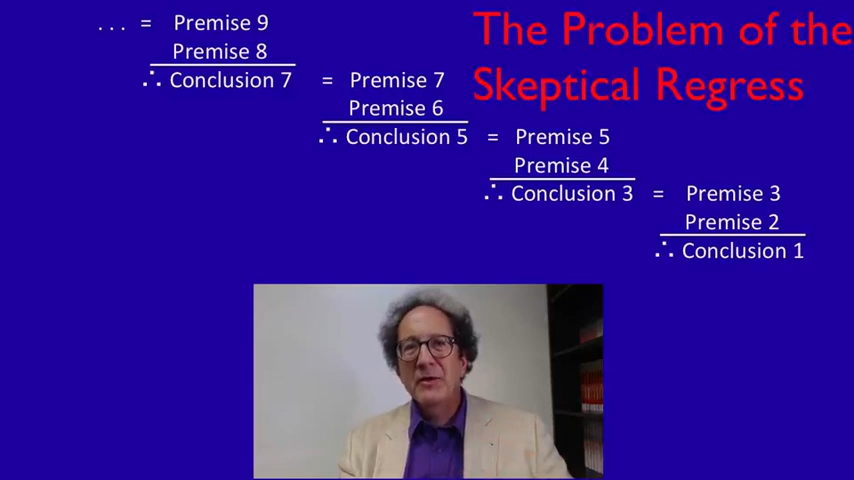 The Problem of the
Skeptical Regress
. . . = Premise 9
Premise 8
∴ Conclusion 7 = Premise 7
Premise 6
∴ Conclusion 5 = Premise 5
Premise 4
∴ Conclusion 3 = Premise 3
Premise 2
∴ Conclusion 1